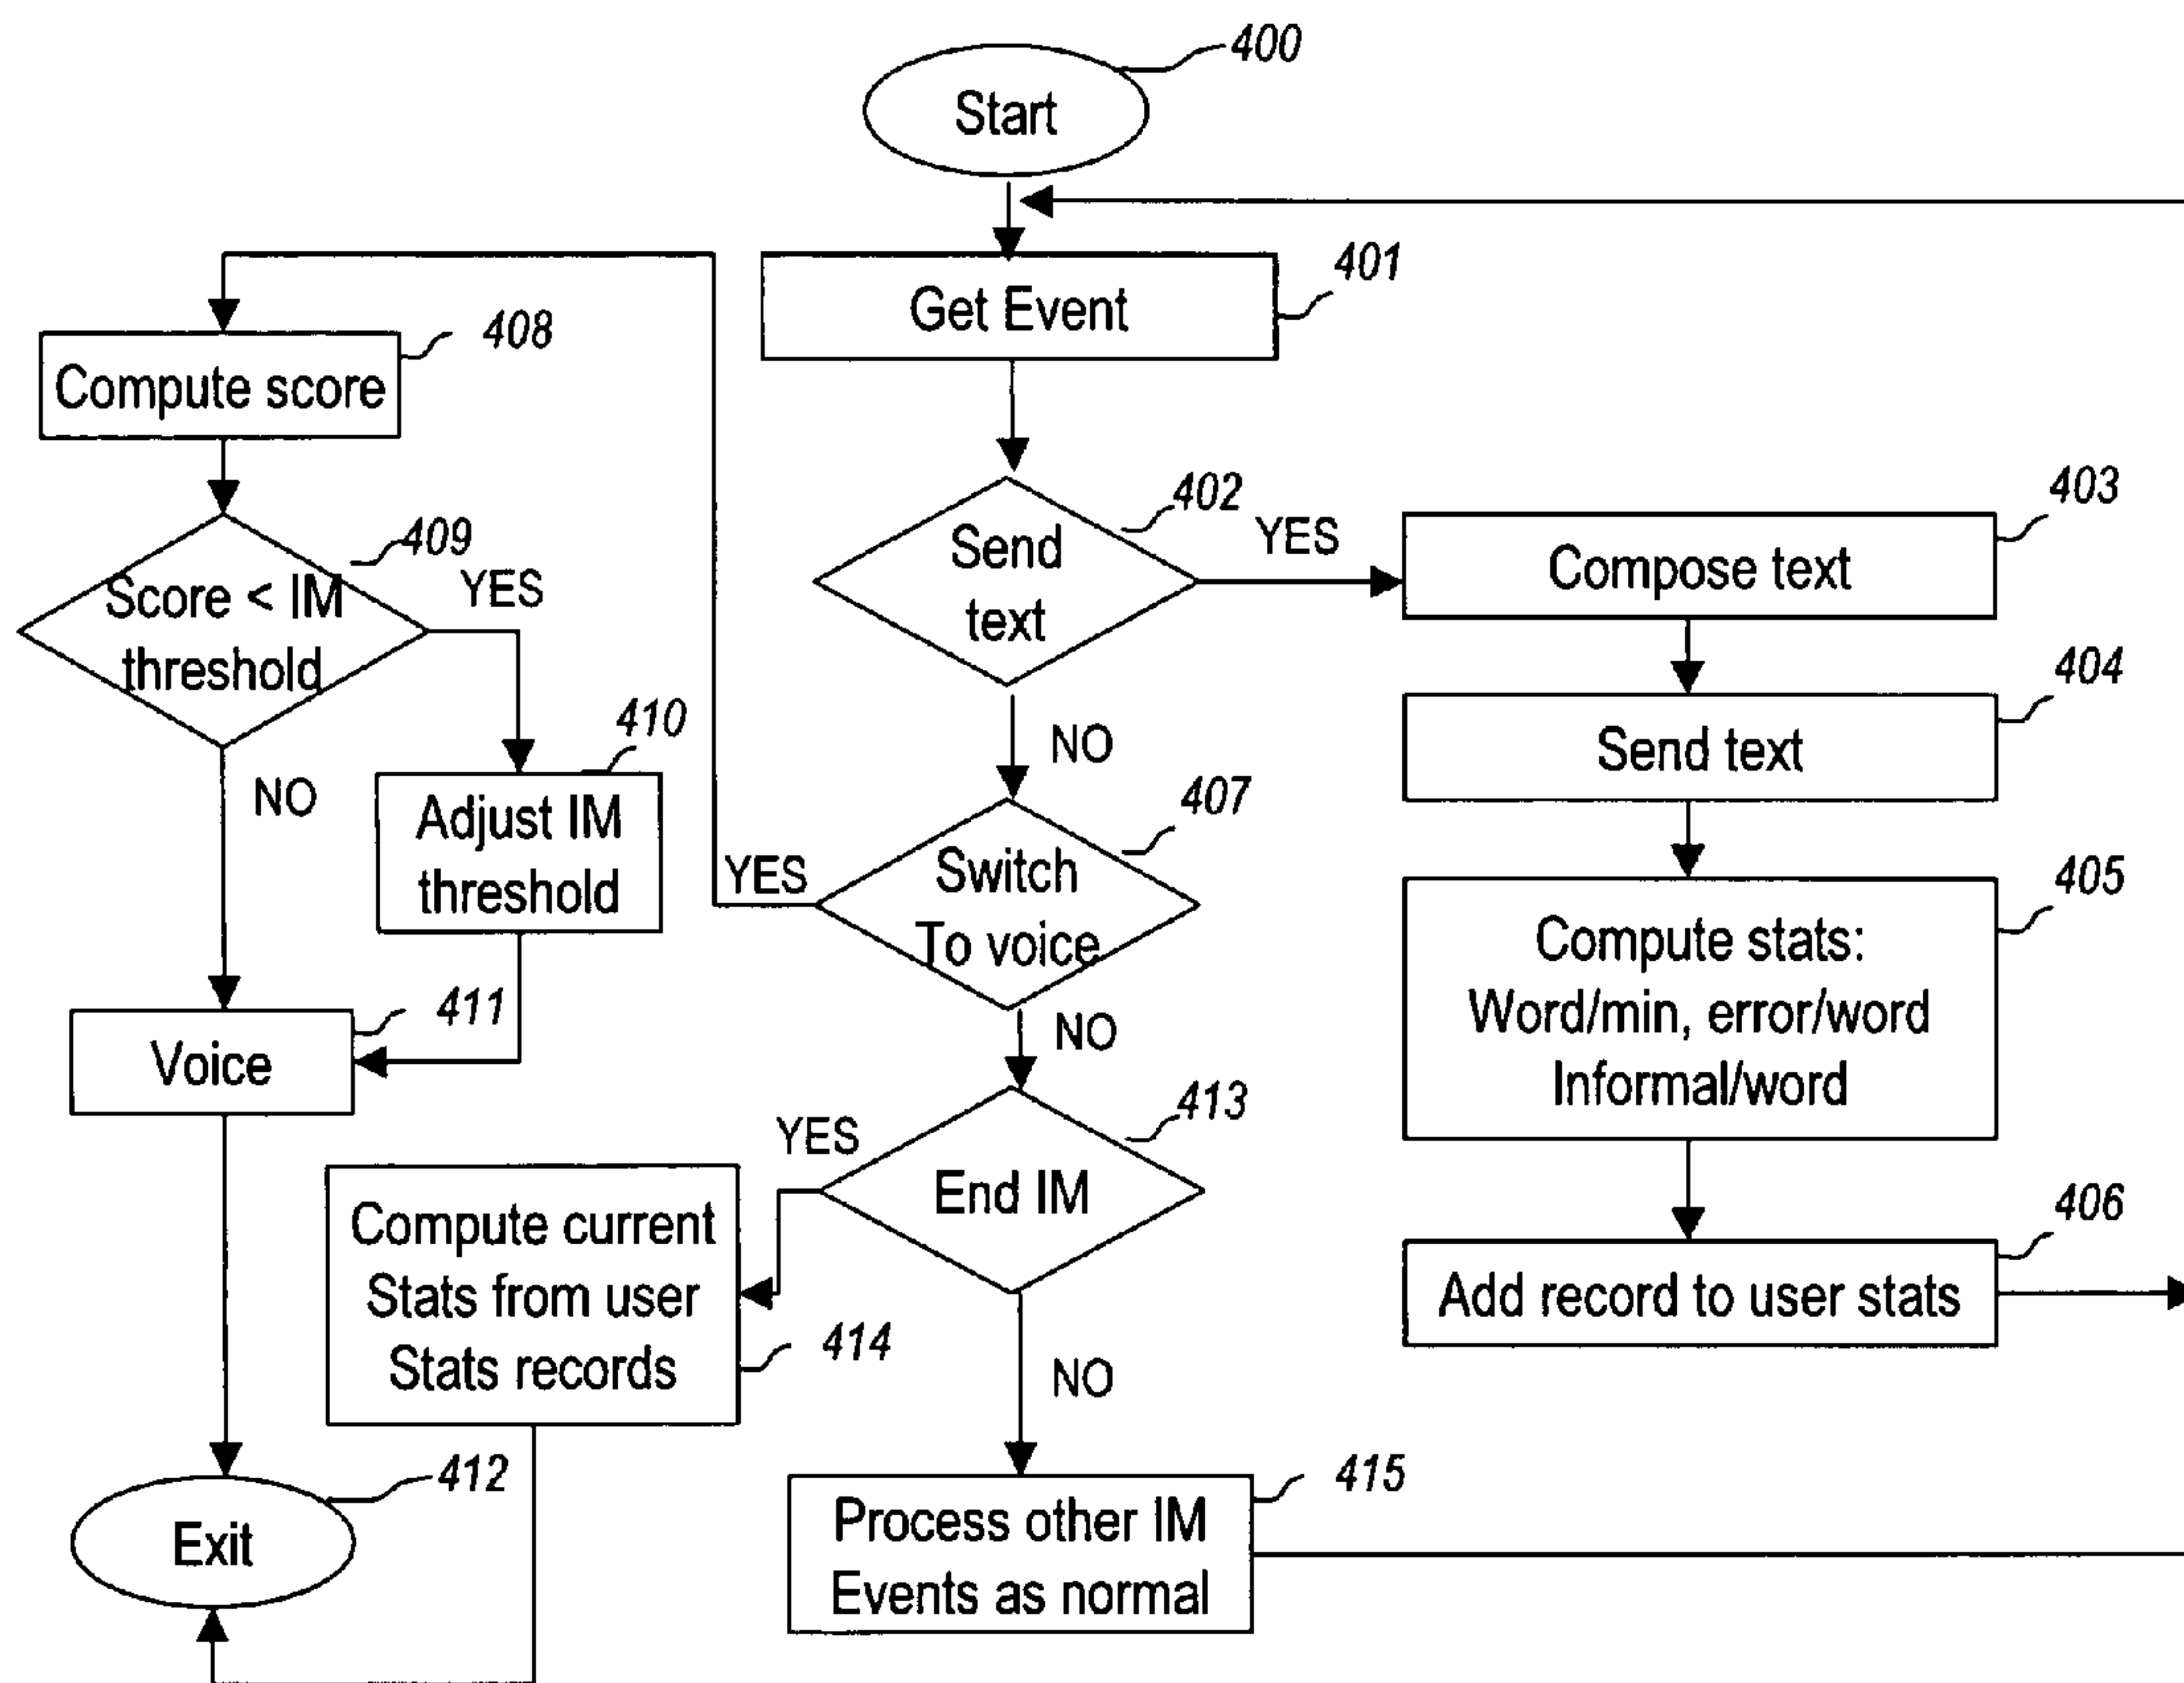 400
Start
401
Get Event
408
Compute score
402
Send
text
YES
403
Compose text
409
Score < IM
threshold
YES
404
Send text
410
Adjust IM
threshold
NO
NO
407
Switch
To voice
YES
405
Compute stats:
Word/min, error/word
Informal/word
411
Voice
NO
413
End IM
YES
406
Add record to user stats
Compute current
Stats from user
Stats records
414
NO
412
Exit
415
Process other IM
Events as normal